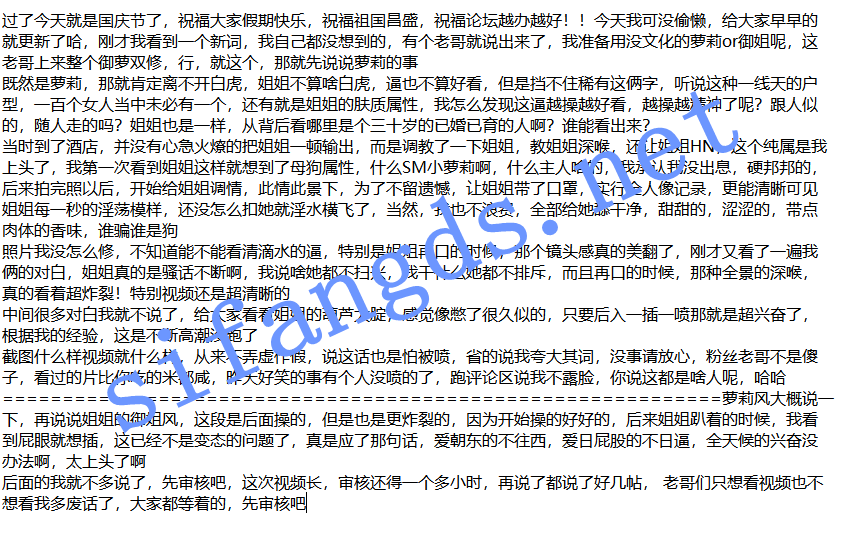 过了今天就是国庆节了，祝福大家假期快乐，祝福祖国昌盛，祝福论坛越办越好！！今天我可没偷懒，给大家早早的
就更新了哈，刚才我看到一个新词，我自己都没想到的，有个老哥就说出来了，我准备用没文化的萝莉or御姐呢，这
老哥上来整个御萝双修，行，就这个，那就先说说萝莉的事
既然是萝莉，那就肯定离不开白虎，姐姐不算啥白虎，逼也不算好看，但是挡不住稀有这俩字，听说这种一线天的户
型，一百个女人当中未必有一个，还有就是姐姐的肤质属性，我怎么发现这逼越操越好看，越操越精神了呢？跟人似
的，随人走的吗？姐姐也是一样，从背后看哪里是个三十岁的已婚已育的人啊？谁能看出来？
当时到了酒店，并没有心急火燎的把姐姐一顿输出，而是调教了一下姐姐，教姐姐深喉，还让姐姐HN，这个纯属是我
上头了，我第一次看到姐姐这样就想到了母狗属性，什么SM小萝莉啊，什么主人啥的，我承认我没出息，硬邦邦的，
后来拍完照以后，开始给姐姐调情，此情此景下，为了不留遗憾，让姐姐带了口罩，实行全人像记录，更能清晰可见
姐姐每一秒的淫荡模样，还没怎么扣她就淫水横飞了，当然，我也不浪费，全部给她舔干净，甜甜的，涩涩的，带点
肉体的香味，谁骗谁是狗
照片我没怎么修，不知道能不能看清滴水的逼，特别是姐姐再口的时候，那个镜头感真的美翻了，刚才又看了一遍我
俩的对白，姐姐真的是骚话不断啊，我说啥她都不扫兴，我干什么她都不排斥，而且再口的时候，那种全景的深喉，
真的看着超炸裂！特别视频还是超清晰的
中间很多对白我就不说了，给大家看看姐姐的葫芦大腚，感觉像憋了很久似的，只要后入一插一喷那就是超兴奋了，
根据我的经验，这是不断高潮没跑了
截图什么样视频就什么样，从来不弄虚作假，说这话也是怕被喷，省的说我夸大其词，没事请放心，粉丝老哥不是傻
子，看过的片比你吃的米都咸，昨天好笑的事有个人没喷的了，跑评论区说我不露脸，你说这都是啥人呢，哈哈
============================================================萝莉风大概说一
下，再说说姐姐的御姐风，这段是后面操的，但是也是更炸裂的，因为开始操的好好的，后来姐姐趴着的时候，我看
到屁眼就想插，这已经不是变态的问题了，真是应了那句话，爱朝东的不往西，爱日屁股的不日逼，全天候的兴奋没
办法啊，太上头了啊
后面的我就不多说了，先审核吧，这次视频长，审核还得一个多小时，再说了都说了好几帖， 老哥们只想看视频也不
想看我多废话了，大家都等着的，先审核吧
sifangds.net